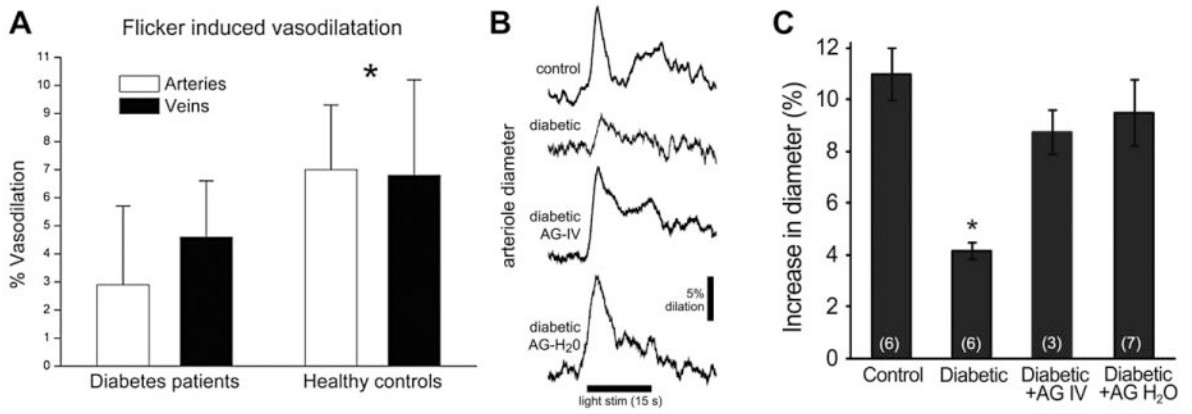 A
Flicker induced vasodilatation
% Vasodilation
11
10
9
8
7
6
5
4
3
2
1
0
Arteries
Veins
*
Diabetes patients
Healthy controls
B
arteriole diameter
control
diabetic
diabetic
AG-IV
diabetic
AG-H₂0
5%
dilation
light stim (15 s)
C
Increase in diameter (%)
12
10
8
6
4
2
0
*
(6)
(6)
(3)
(7)
Control
Diabetic
Diabetic
+AG IV
Diabetic
+AG H₂O